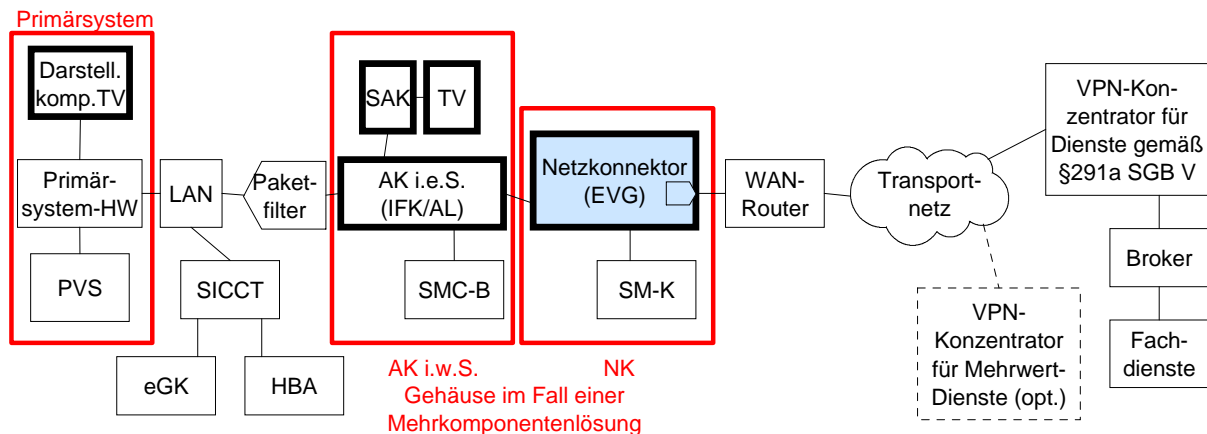 Primärsystem
Darstell.
komp.TV
Primär-
system-HW
PVS
LAN
SICCT
eGK
HBA
Paket-
filter
SAK
TV
AK i.e.S.
(IFK/AL)
SMC-B
Netzkonnektor
(EVG)
SM-K
AK i.w.S.
NK
Gehäuse im Fall einer
Mehrkomponentenlösung
WAN-
Router
Transport-
netz
VPN-Kon-
zentrator für
Dienste gemäß
§291a SGB V
Broker
Fach-
dienste
VPN-
Konzentrator
für Mehrwert-
Dienste (opt.)